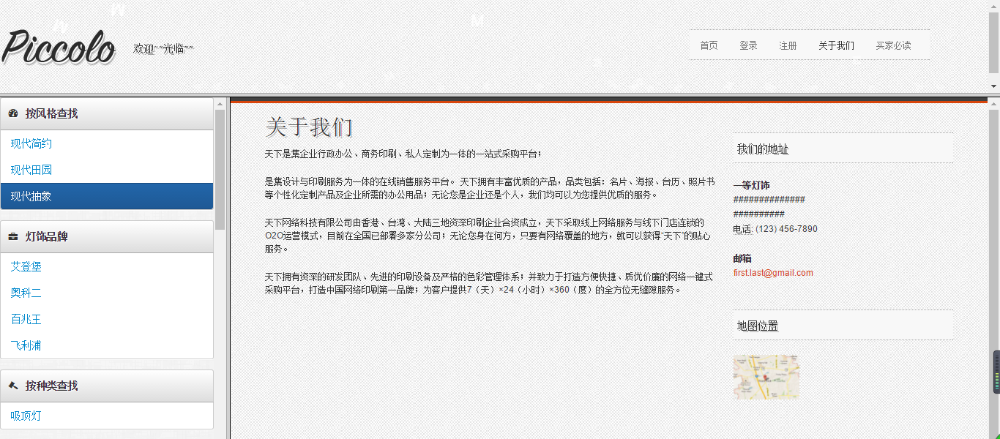 Piccolo
欢迎~~光临~~
首页 登录 注册 关于我们 买家必读
按风格查找
现代简约
现代田园
现代抽象
灯饰品牌
艾登堡
奥科二
百兆王
飞利浦
按种类查找
吸顶灯
关于我们
天下是集企业行政办公、商务印刷、私人定制为一体的一站式采购平台；
是集设计与印刷服务为一体的在线销售服务平台。 天下拥有丰富优质的产品，品类包括：名片、海报、台历、照片书
等个性化定制产品及企业所需的办公用品；无论您是企业还是个人，我们均可以为您提供优质的服务。
天下网络科技有限公司由香港、台湾、大陆三地资深印刷企业合资成立，天下采取线上网络服务与线下门店连锁的
O2O运营模式，目前在全国已部署多家分公司；无论您身在何方，只要有网络覆盖的地方，就可以获得“天下”的贴心
服务。
天下拥有资深的研发团队、先进的印刷设备及严格的色彩管理体系；并致力于打造方便快捷、质优价廉的网络一键式
采购平台，打造中国网络印刷第一品牌；为客户提供7（天）×24（小时）×360（度）的全方位无缝隙服务。
我们的地址
一等灯饰
##############
##########
电话: (123) 456-7890
邮箱
first.last@gmail.com
地图位置